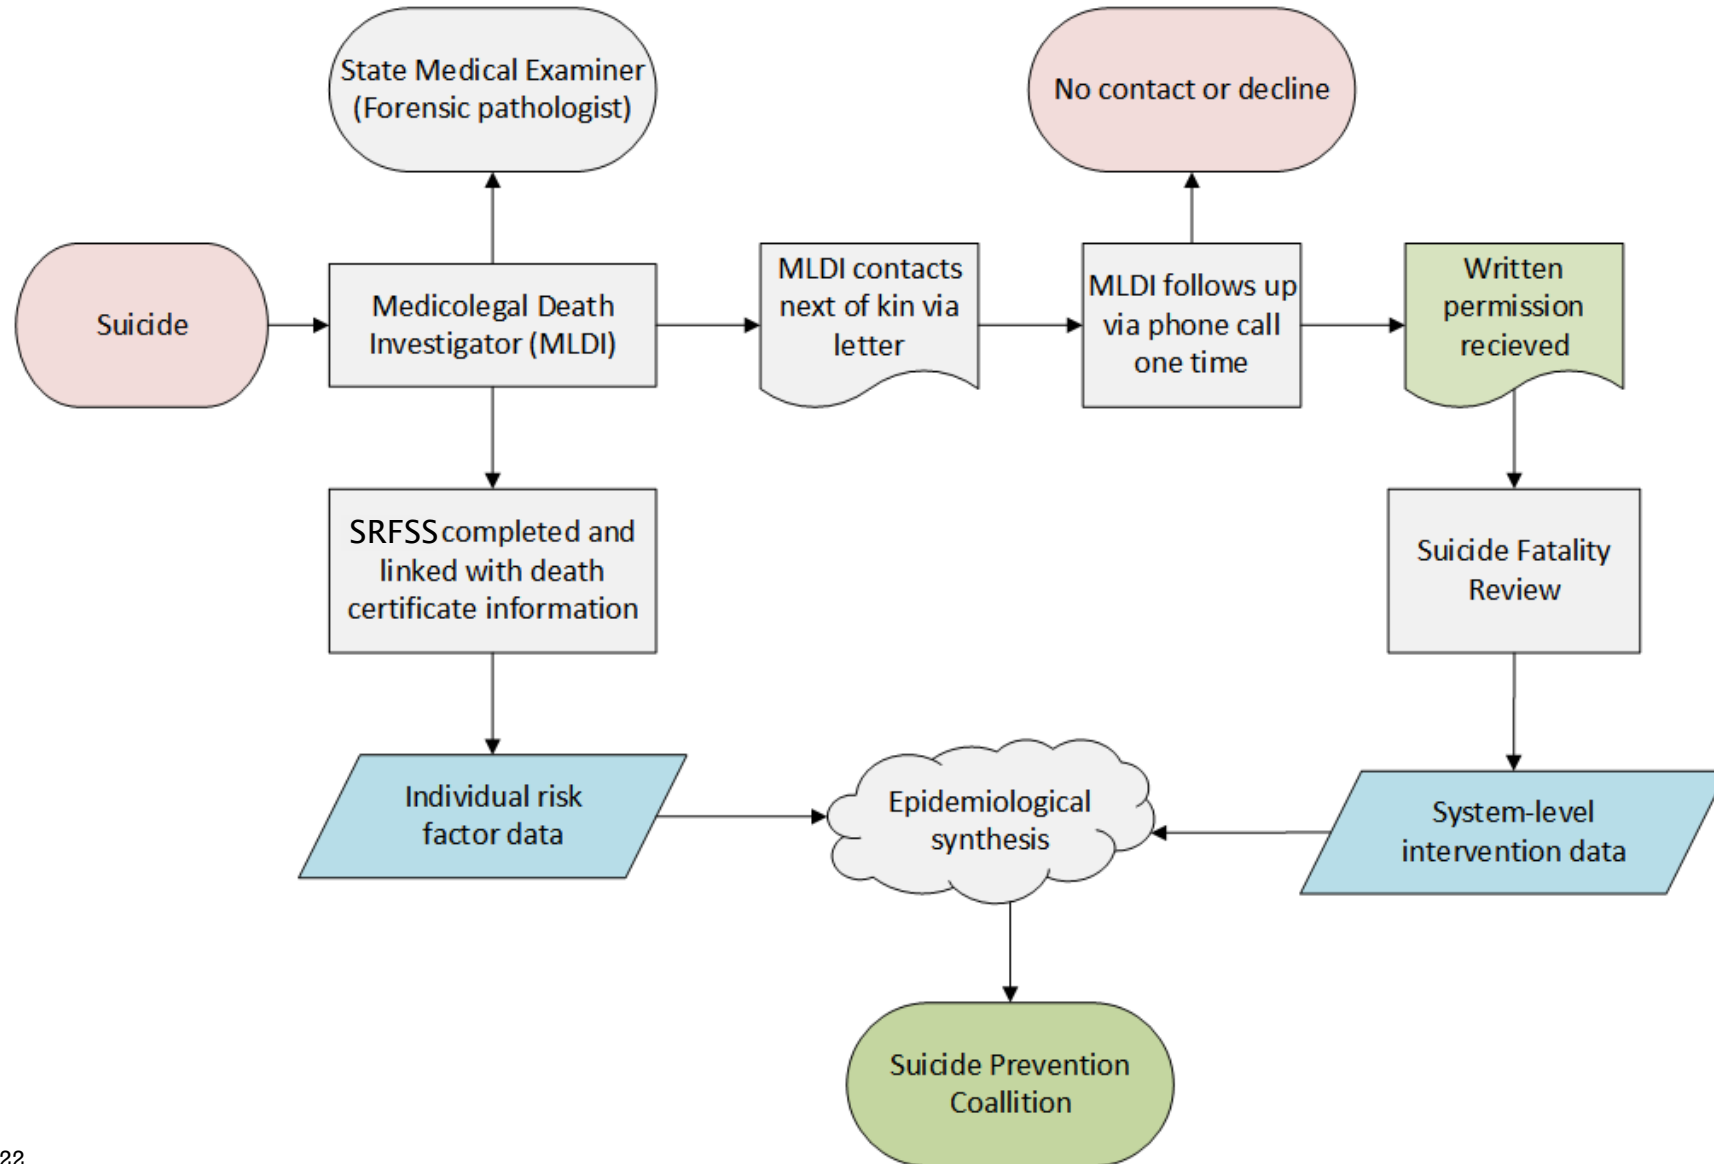 State Medical Examiner
(Forensic pathologist)
No contact or decline
Suicide
Medicolegal Death
Investigator (MLDI)
MLDI contacts
next of kin via
letter
MLDI follows up
via phone call
one time
Written
permission
recieved
SRFSS completed and
linked with death
certificate information
Suicide Fatality
Review
Individual risk
factor data
Epidemiological
synthesis
System-level
intervention data
Suicide Prevention
Coallition
22